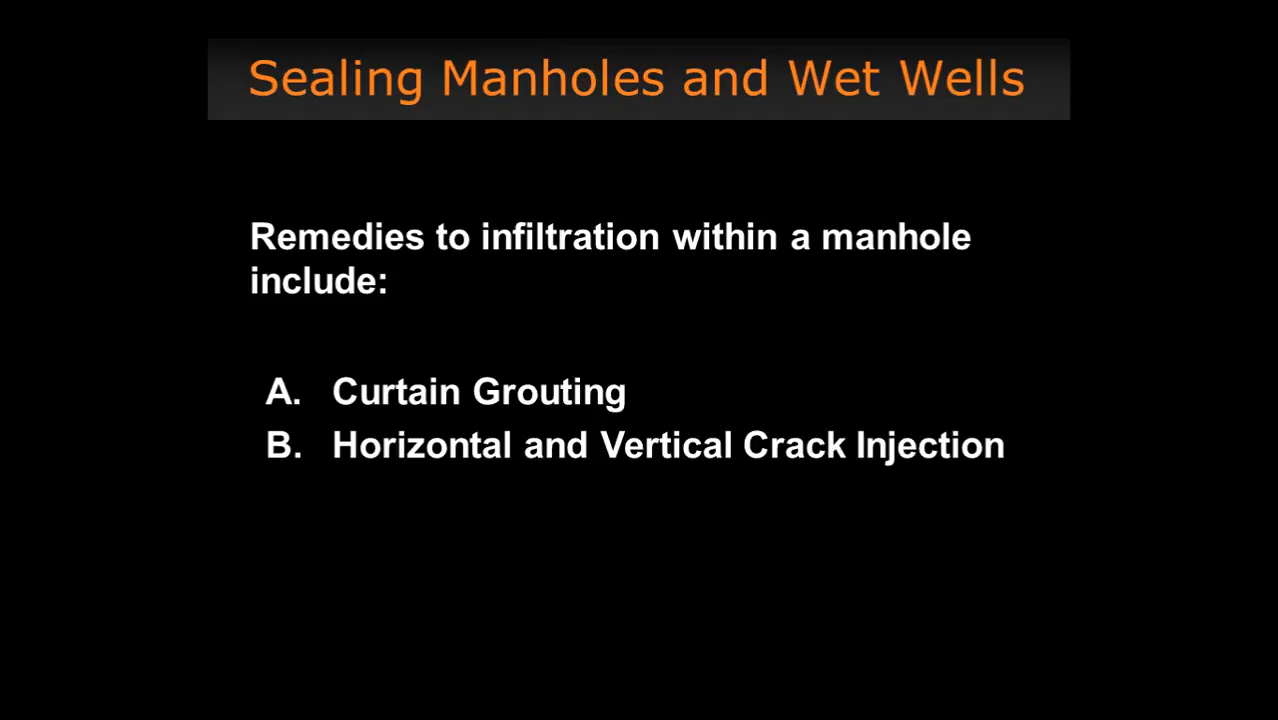 Sealing Manholes and Wet Wells
Remedies to infiltration within a manhole
include:
A. Curtain Grouting
B. Horizontal and Vertical Crack Injection